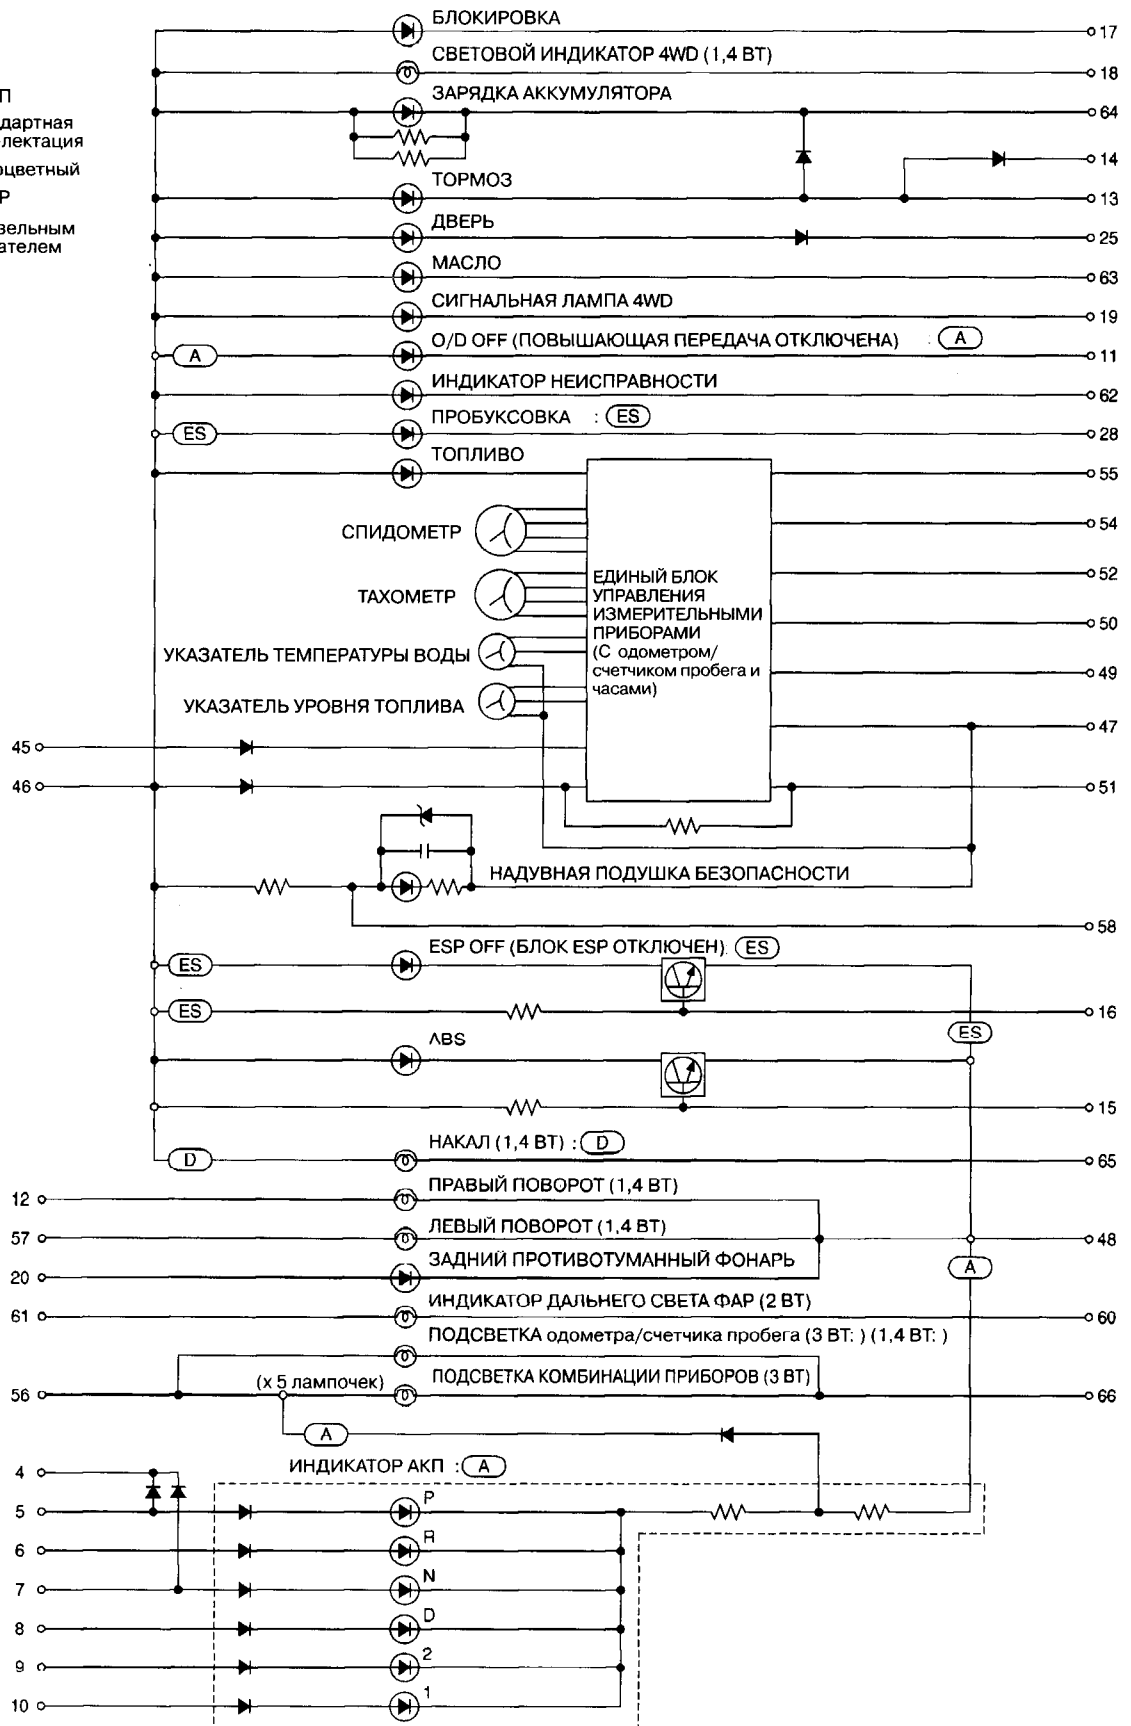 БЛОКИРОВКА
17
СВЕТОВОЙ ИНДИКАТОР 4WD (1,4 ВТ)
18
ЗАРЯДКА АККУМУЛЯТОРА
64
П
дартная
лектация
14
оцветный
ТОРМОЗ
Р
13
ДВЕРЬ
зельным
ателем
25
МАСЛО
63
СИГНАЛЬНАЯ ЛАМПА 4WD
19
O/D OFF (ПОВЫШАЮЩАЯ ПЕРЕДАЧА ОТКЛЮЧЕНА) : A
A
11
ИНДИКАТОР НЕИСПРАВНОСТИ
62
ПРОБУКСОВКА : ES
ES
28
ТОПЛИВО
55
СПИДОМЕТР
54
ТАХОМЕТР
ЕДИНЫЙ БЛОК
УПРАВЛЕНИЯ
ИЗМЕРИТЕЛЬНЫМИ
ПРИБОРАМИ
(С одометром/
счетчиком пробега и
часами)
52
50
УКАЗАТЕЛЬ ТЕМПЕРАТУРЫ ВОДЫ
49
УКАЗАТЕЛЬ УРОВНЯ ТОПЛИВА
47
45
46
51
НАДУВНАЯ ПОДУШКА БЕЗОПАСНОСТИ
58
ESP OFF (БЛОК ESP ОТКЛЮЧЕН): ES
ES
ES
16
ES
ABS
15
НАКАЛ (1,4 ВТ) : D
D
65
ПРАВЫЙ ПОВОРОТ (1,4 ВТ)
12
ЛЕВЫЙ ПОВОРОТ (1,4 ВТ)
57
48
ЗАДНИЙ ПРОТИВОТУМАННЫЙ ФОНАРЬ
A
20
ИНДИКАТОР ДАЛЬНЕГО СВЕТА ФАР (2 ВТ)
61
60
ПОДСВЕТКА одометра/счетчика пробега (3 ВТ: ) (1,4 ВТ: )
(x 5 лампочек)
ПОДСВЕТКА КОМБИНАЦИИ ПРИБОРОВ (3 ВТ)
56
66
A
ИНДИКАТОР АКП : A
4
P
5
R
6
N
7
D
8
2
9
1
10